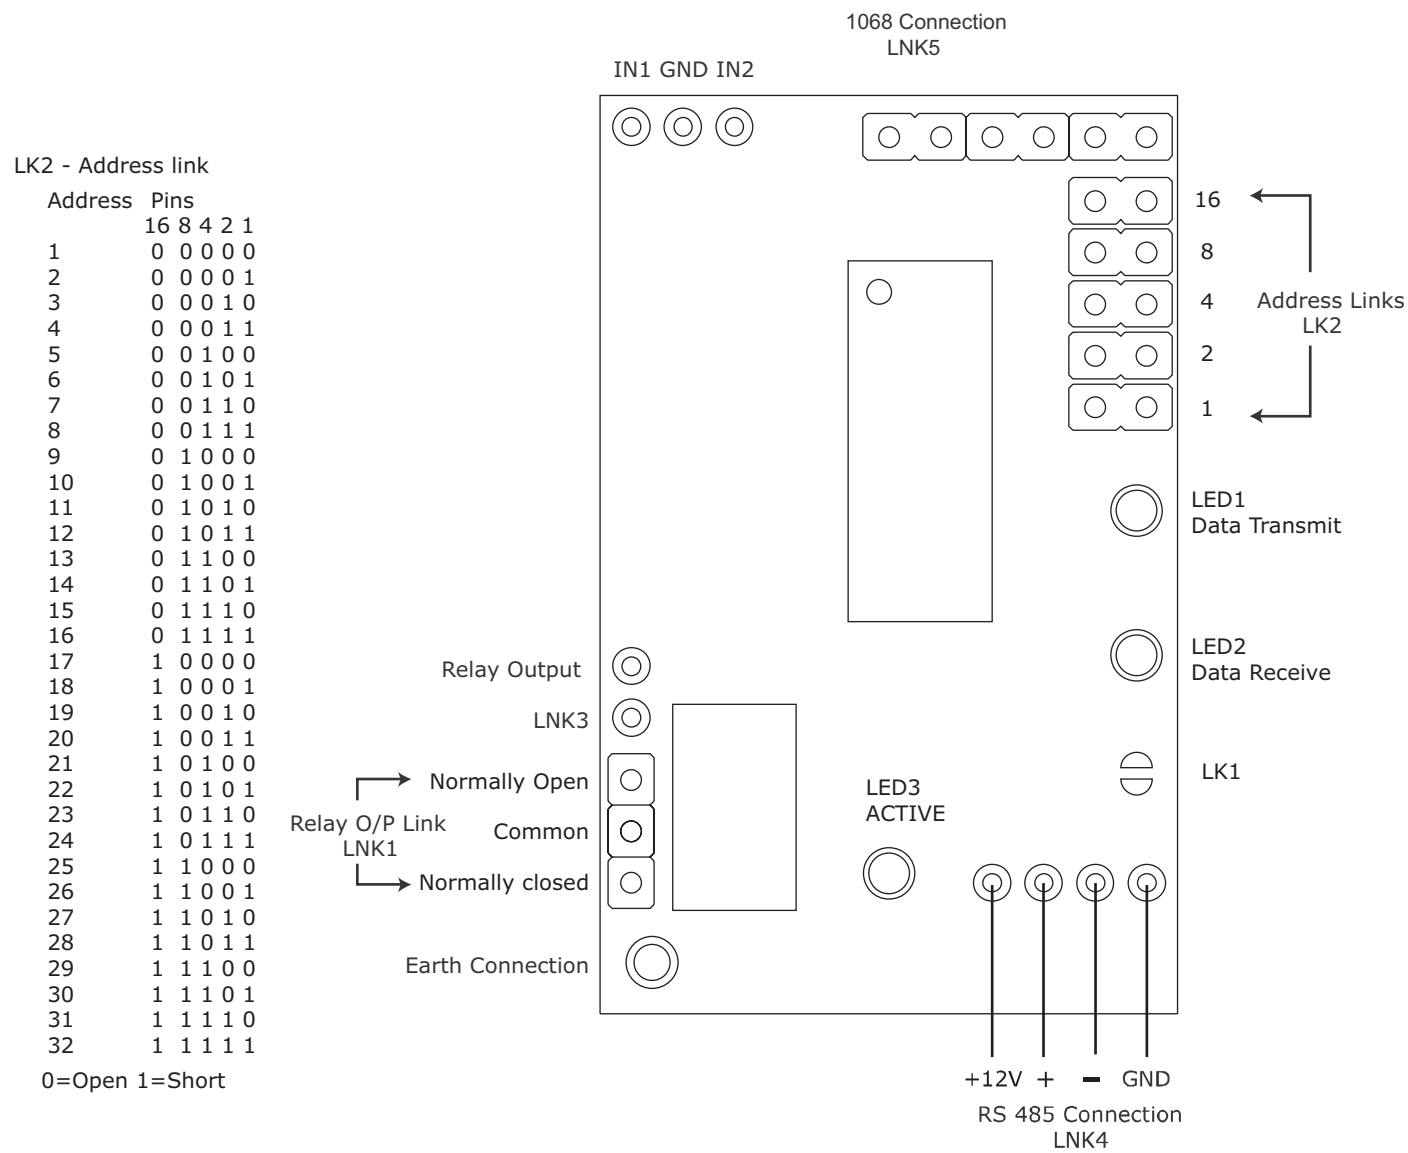 1068 Connection
LNK5
IN1 GND IN2
LK2 - Address link
Address Pins
16 8 4 2 1
1 0 0 0 0 0
2 0 0 0 0 1
3 0 0 0 1 0
4 0 0 0 1 1
5 0 0 1 0 0
6 0 0 1 0 1
7 0 0 1 1 0
8 0 0 1 1 1
9 0 1 0 0 0
10 0 1 0 0 1
11 0 1 0 1 0
12 0 1 0 1 1
13 0 1 1 0 0
14 0 1 1 0 1
15 0 1 1 1 0
16 0 1 1 1 1
17 1 0 0 0 0
18 1 0 0 0 1
19 1 0 0 1 0
20 1 0 0 1 1
21 1 0 1 0 0
22 1 0 1 0 1
23 1 0 1 1 0
24 1 0 1 1 1
25 1 1 0 0 0
26 1 1 0 0 1
27 1 1 0 1 0
28 1 1 0 1 1
29 1 1 1 0 0
30 1 1 1 0 1
31 1 1 1 1 0
32 1 1 1 1 1
0=Open 1=Short
16
8
4
2
1
Address Links
LK2
LED1
Data Transmit
LED2
Data Receive
LK1
Relay Output
LNK3
Normally Open
Common
Normally closed
Relay O/P Link
LNK1
Earth Connection
LED3
ACTIVE
+12V + - GND
RS 485 Connection
LNK4